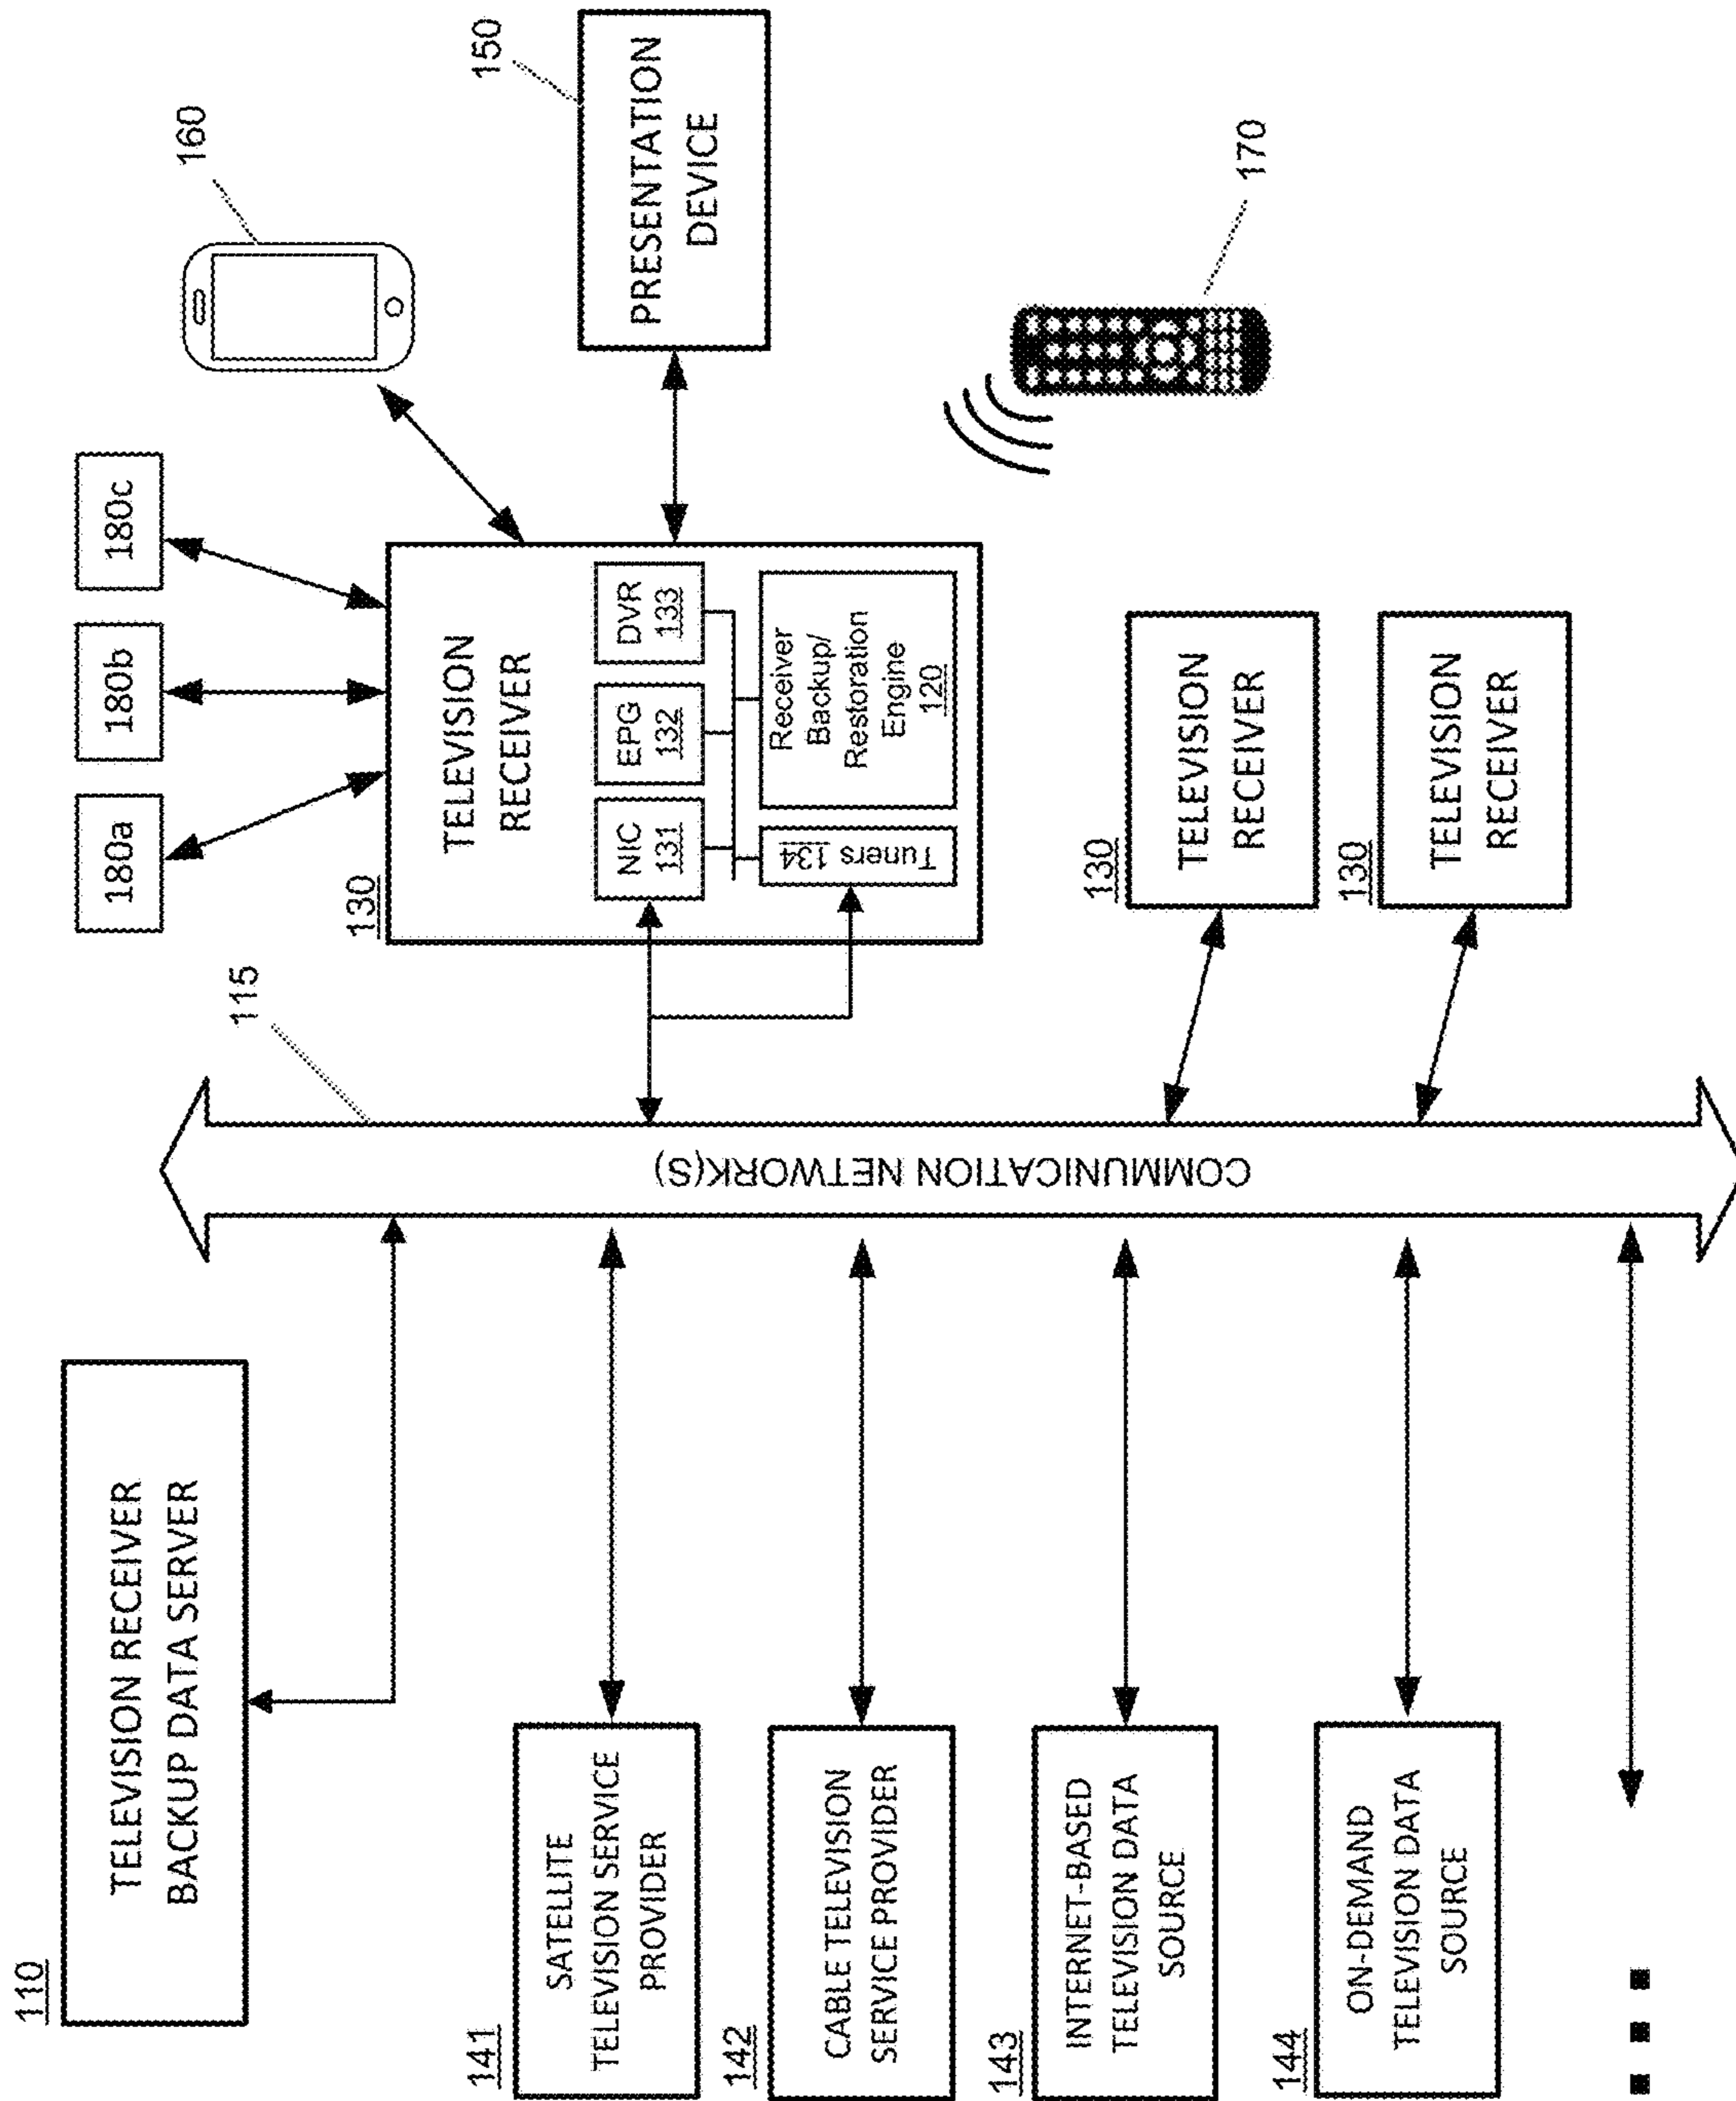 110
TELEVISION RECEIVER
BACKUP DATA SERVER
141
SATELLITE
TELEVISION SERVICE
PROVIDER
142
CABLE TELEVISION
SERVICE PROVIDER
143
INTERNET-BASED
TELEVISION DATA
SOURCE
144
ON-DEMAND
TELEVISION DATA
SOURCE
115
COMMUNICATION NETWORK(S)
180a
180b
180c
130
TELEVISION
RECEIVER
NIC
131
EPG
132
DVR
133
Tuners 134
Receiver
Backup/
Restoration
Engine
120
160
150
PRESENTATION
DEVICE
170
130
TELEVISION
RECEIVER
130
TELEVISION
RECEIVER